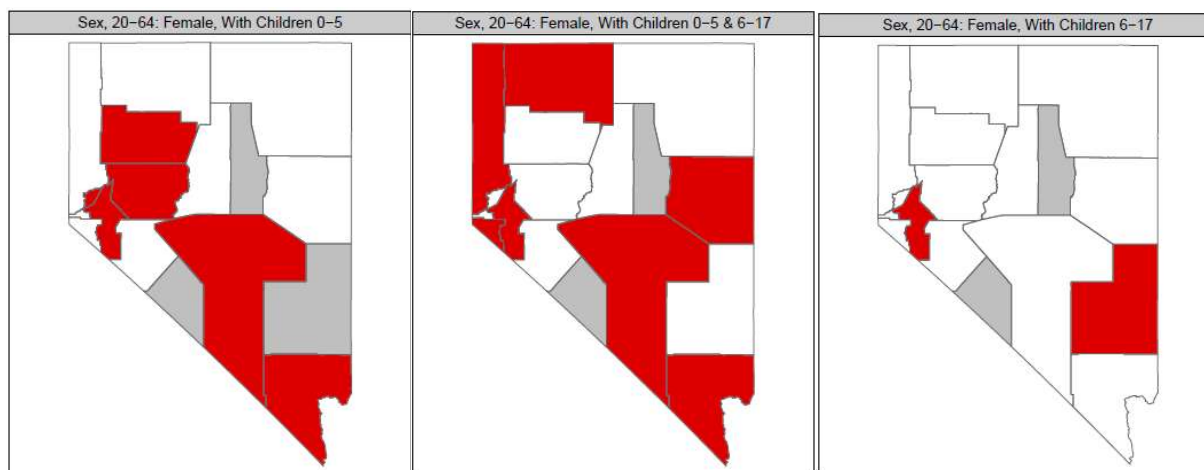 Sex, 20−64: Female, With Children 0−5
Sex, 20−64: Female, With Children 0−5 & 6−17
Sex, 20−64: Female, With Children 6−17